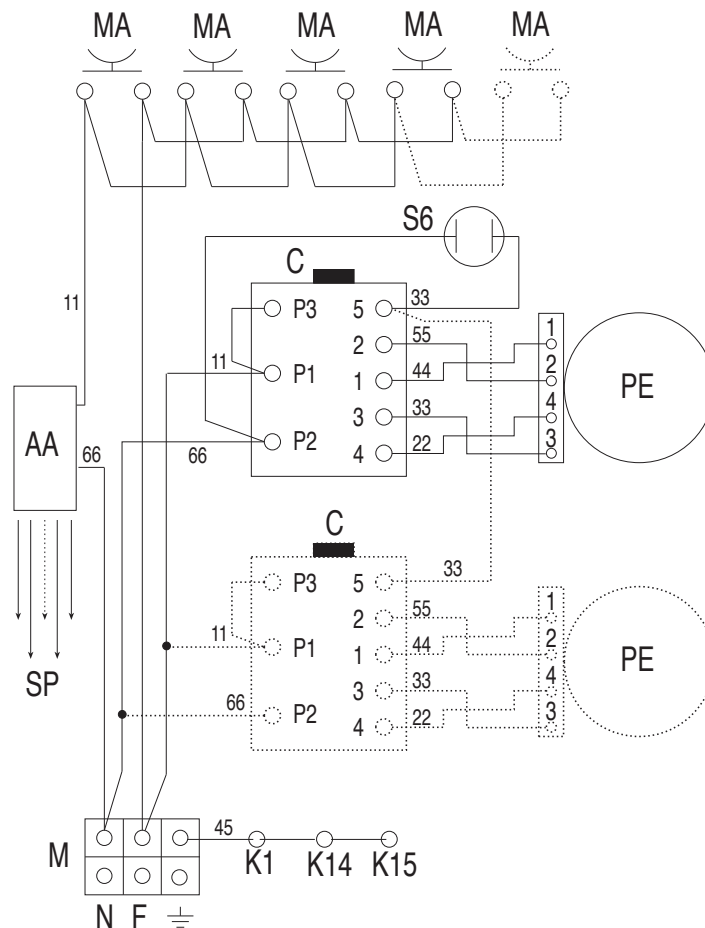 MA MA MA MA MA
S6
C
P3 5 33
11
2 55
1
11 P1 1 44 2
PE
AA 3 33 4
66 66 P2 4 22 3
C
P3 5 33
2 55 1
11 P1 1 44 2
PE
SP 3 33 4
66 P2 4 22 3
45
M K1 K14 K15
N F